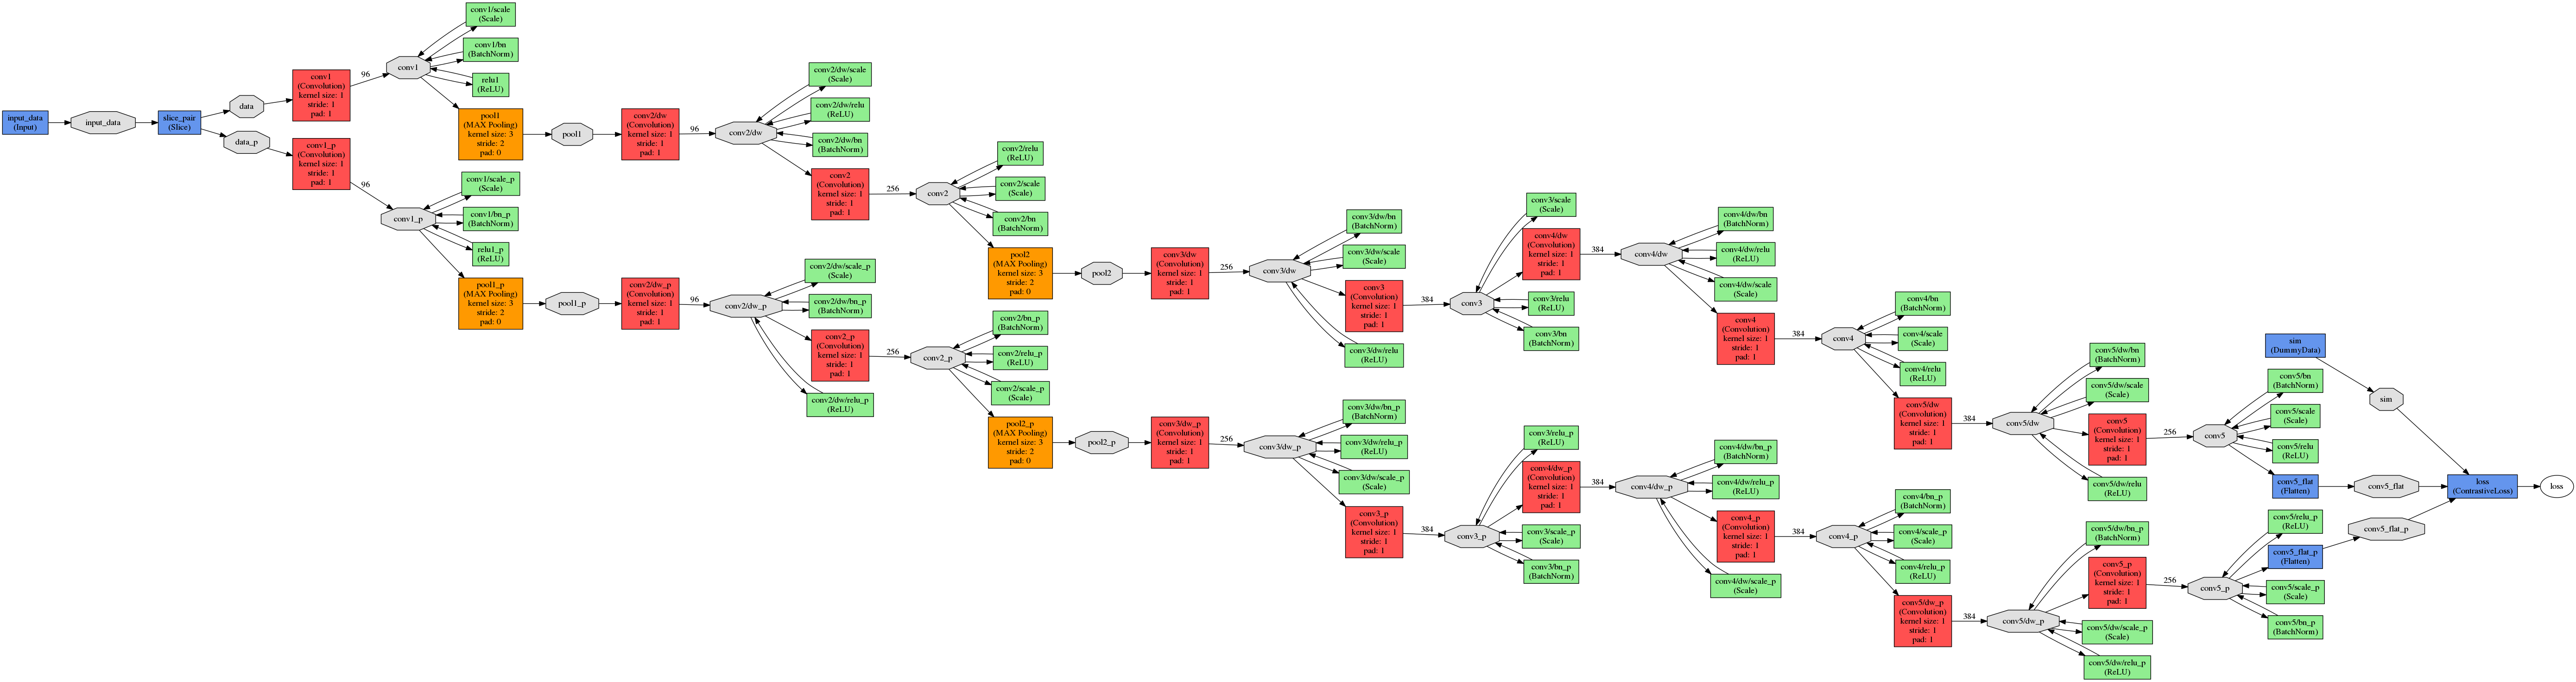 input_data
(Input)
input_data
slice_pair
(Slice)
data
data_p
conv1
(Convolution)
kernel size: 1
stride: 1
pad: 1
96
conv1
conv1/scale
(Scale)
conv1/bn
(BatchNorm)
relu1
(ReLU)
pool1
(MAX Pooling)
kernel size: 3
stride: 2
pad: 0
pool1
conv1_p
(Convolution)
kernel size: 1
stride: 1
pad: 1
96
conv1_p
conv1/scale_p
(Scale)
conv1/bn_p
(BatchNorm)
relu1_p
(ReLU)
pool1_p
(MAX Pooling)
kernel size: 3
stride: 2
pad: 0
pool1_p
conv2/dw
(Convolution)
kernel size: 1
stride: 1
pad: 1
96
conv2/dw
conv2/dw/scale
(Scale)
conv2/dw/relu
(ReLU)
conv2/dw/bn
(BatchNorm)
conv2
(Convolution)
kernel size: 1
stride: 1
pad: 1
256
conv2
conv2/relu
(ReLU)
conv2/scale
(Scale)
conv2/bn
(BatchNorm)
pool2
(MAX Pooling)
kernel size: 3
stride: 2
pad: 0
pool2
conv2/dw_p
(Convolution)
kernel size: 1
stride: 1
pad: 1
96
conv2/dw_p
conv2/dw/scale_p
(Scale)
conv2/dw/bn_p
(BatchNorm)
conv2_p
(Convolution)
kernel size: 1
stride: 1
pad: 1
conv2/dw/relu_p
(ReLU)
256
conv2_p
conv2/bn_p
(BatchNorm)
conv2/relu_p
(ReLU)
conv2/scale_p
(Scale)
pool2_p
(MAX Pooling)
kernel size: 3
stride: 2
pad: 0
pool2_p
conv3/dw
(Convolution)
kernel size: 1
stride: 1
pad: 1
256
conv3/dw
conv3/dw/bn
(BatchNorm)
conv3/dw/scale
(Scale)
conv3
(Convolution)
kernel size: 1
stride: 1
pad: 1
conv3/dw/relu
(ReLU)
384
conv3
conv3/scale
(Scale)
conv4/dw
(Convolution)
kernel size: 1
stride: 1
pad: 1
conv3/relu
(ReLU)
conv3/bn
(BatchNorm)
384
conv4/dw
conv4/dw/bn
(BatchNorm)
conv4/dw/relu
(ReLU)
conv4/dw/scale
(Scale)
conv4
(Convolution)
kernel size: 1
stride: 1
pad: 1
384
conv4
conv4/bn
(BatchNorm)
conv4/scale
(Scale)
conv4/relu
(ReLU)
conv5/dw
(Convolution)
kernel size: 1
stride: 1
pad: 1
384
conv5/dw
conv5/dw/bn
(BatchNorm)
conv5/dw/scale
(Scale)
conv5
(Convolution)
kernel size: 1
stride: 1
pad: 1
conv5/dw/relu
(ReLU)
256
conv5
sim
(DummyData)
conv5/bn
(BatchNorm)
conv5/scale
(Scale)
conv5/relu
(ReLU)
conv5_flat
(Flatten)
sim
conv5_flat
loss
(ContrastiveLoss)
loss
conv3/dw_p
(Convolution)
kernel size: 1
stride: 1
pad: 1
256
conv3/dw_p
conv3/dw/bn_p
(BatchNorm)
conv3/dw/relu_p
(ReLU)
conv3/dw/scale_p
(Scale)
conv3_p
(Convolution)
kernel size: 1
stride: 1
pad: 1
384
conv3_p
conv3/relu_p
(ReLU)
conv4/dw_p
(Convolution)
kernel size: 1
stride: 1
pad: 1
conv3/scale_p
(Scale)
conv3/bn_p
(BatchNorm)
384
conv4/dw_p
conv4/dw/bn_p
(BatchNorm)
conv4/dw/relu_p
(ReLU)
conv4_p
(Convolution)
kernel size: 1
stride: 1
pad: 1
conv4/dw/scale_p
(Scale)
384
conv4_p
conv4/bn_p
(BatchNorm)
conv4/scale_p
(Scale)
conv4/relu_p
(ReLU)
conv5/dw_p
(Convolution)
kernel size: 1
stride: 1
pad: 1
384
conv5/dw_p
conv5/dw/bn_p
(BatchNorm)
conv5_p
(Convolution)
kernel size: 1
stride: 1
pad: 1
conv5/dw/scale_p
(Scale)
conv5/dw/relu_p
(ReLU)
256
conv5_p
conv5/relu_p
(ReLU)
conv5_flat_p
(Flatten)
conv5/scale_p
(Scale)
conv5/bn_p
(BatchNorm)
conv5_flat_p